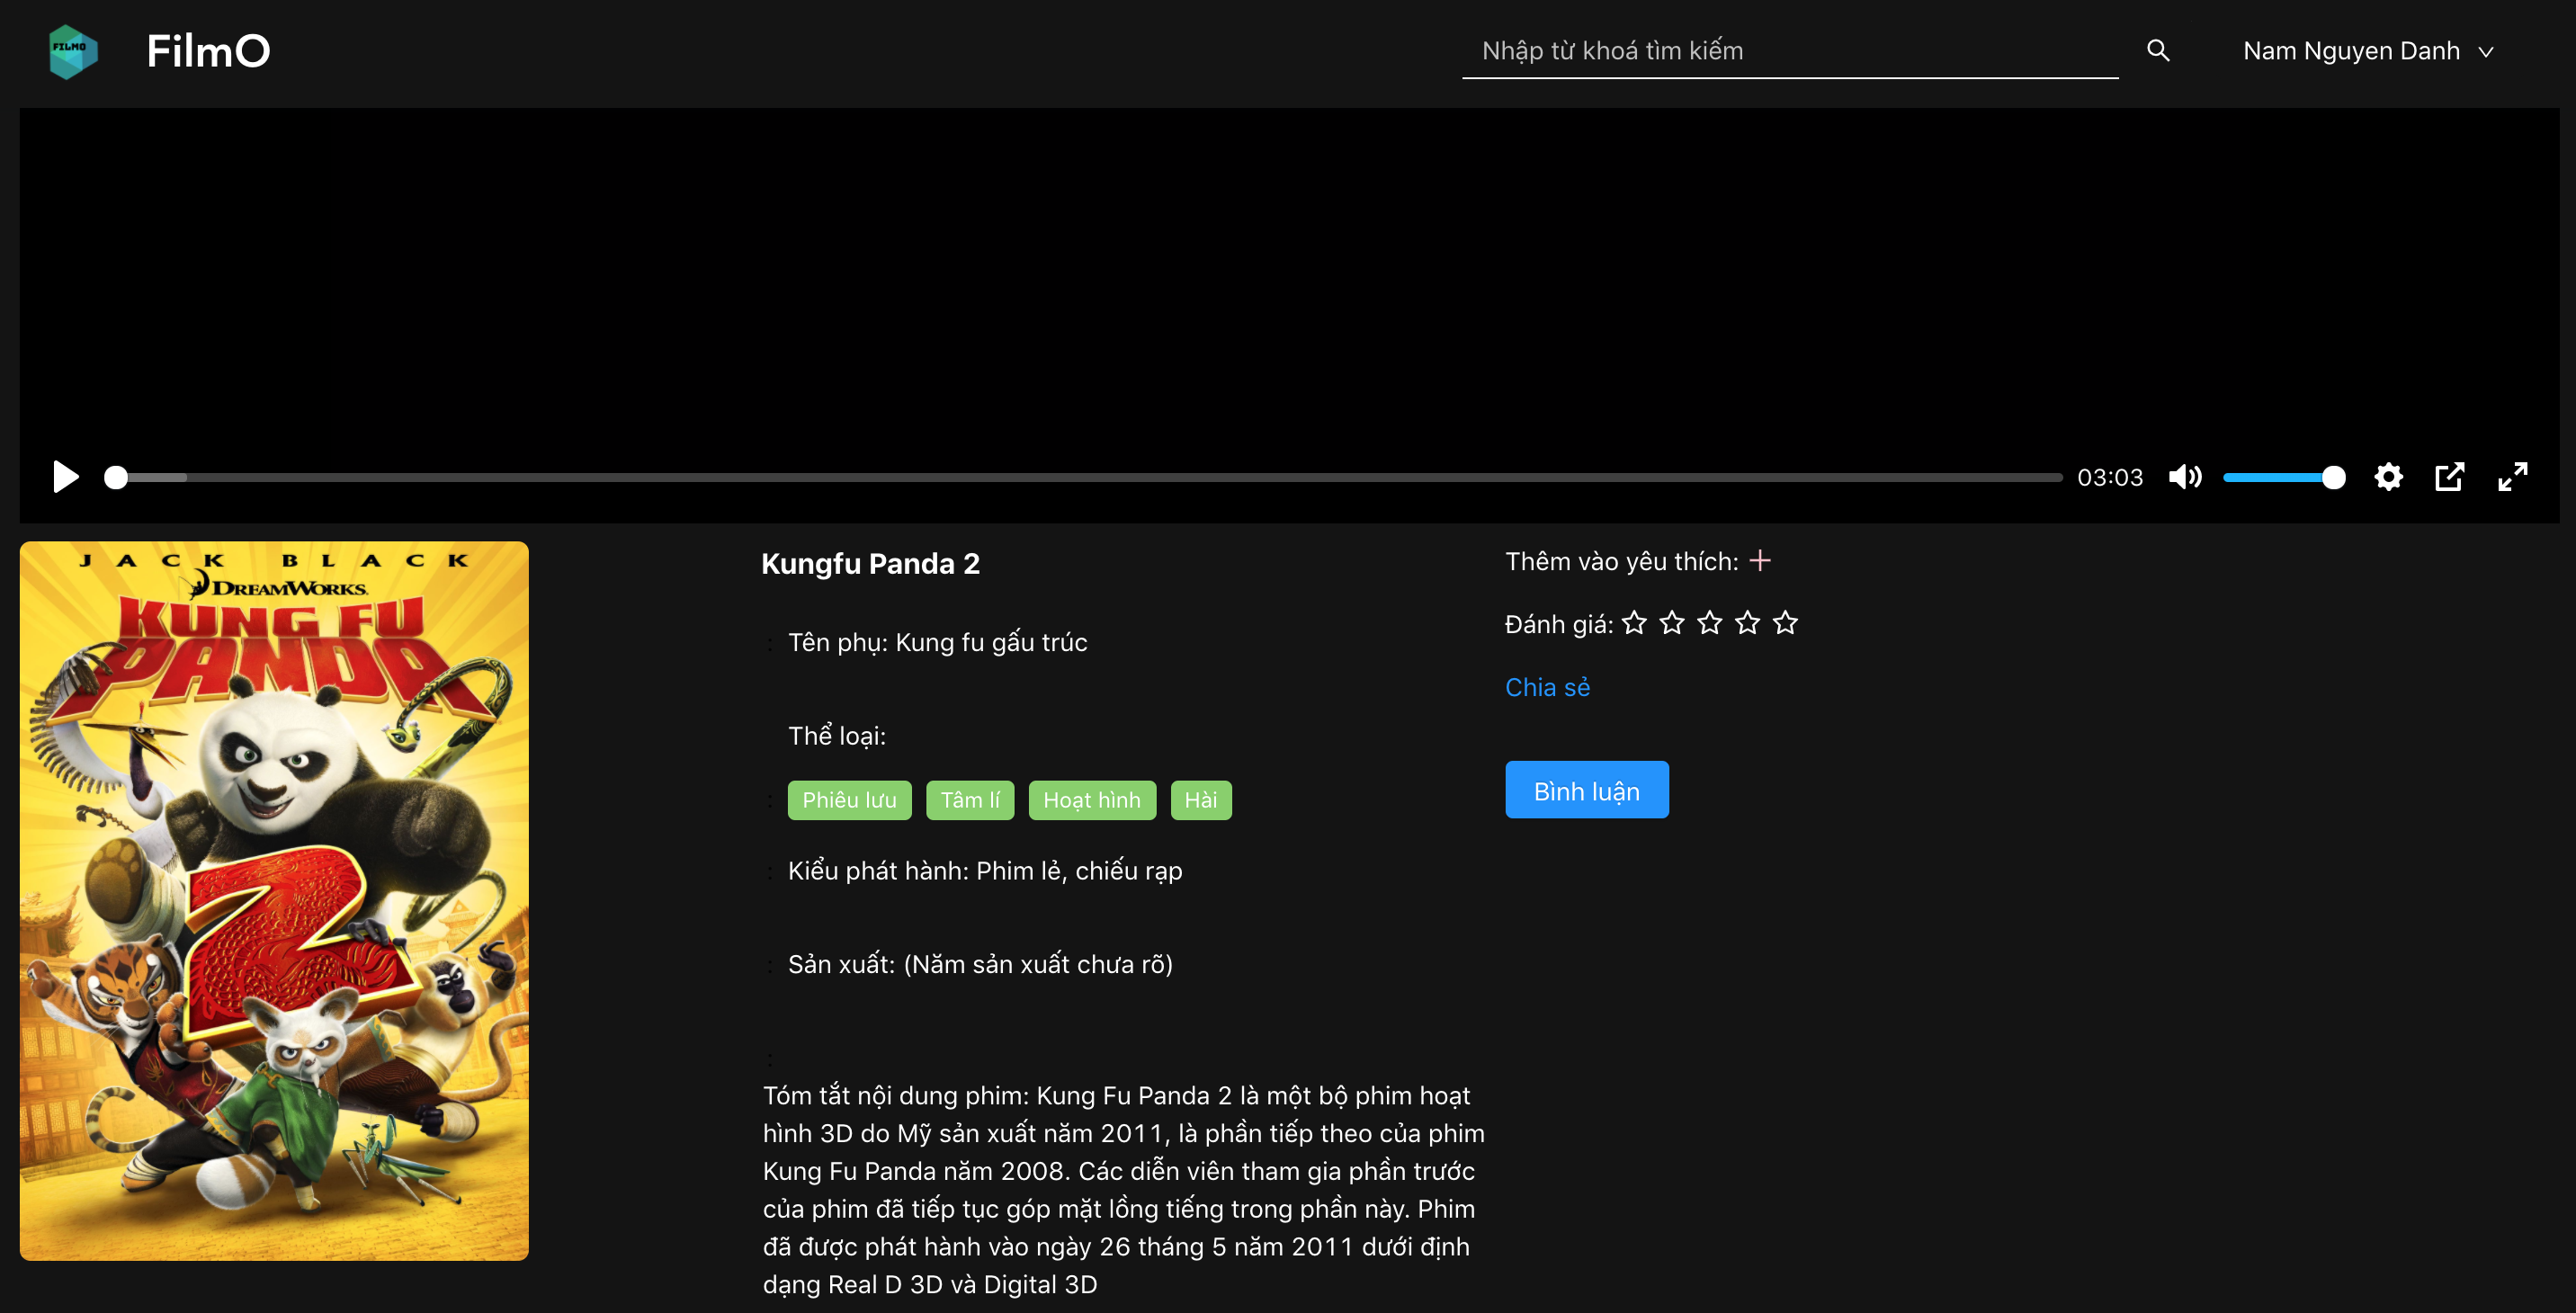 FILMO
FilmO
Nhập từ khoá tìm kiếm
Nam Nguyen Danh
03:03
JACK BLACK
DREAMWORKS
KUNG FU
PANDA
2
Kungfu Panda 2
: Tên phụ: Kung fu gấu trúc
Thể loại:
: Phiêu lưu Tâm lí Hoạt hình Hài
: Kiểu phát hành: Phim lẻ, chiếu rạp
: Sản xuất: (Năm sản xuất chưa rõ)
:
Tóm tắt nội dung phim: Kung Fu Panda 2 là một bộ phim hoạt
hình 3D do Mỹ sản xuất năm 2011, là phần tiếp theo của phim
Kung Fu Panda năm 2008. Các diễn viên tham gia phần trước
của phim đã tiếp tục góp mặt lồng tiếng trong phần này. Phim
đã được phát hành vào ngày 26 tháng 5 năm 2011 dưới định
dạng Real D 3D và Digital 3D
Thêm vào yêu thích: +
Đánh giá:
Chia sẻ
Bình luận